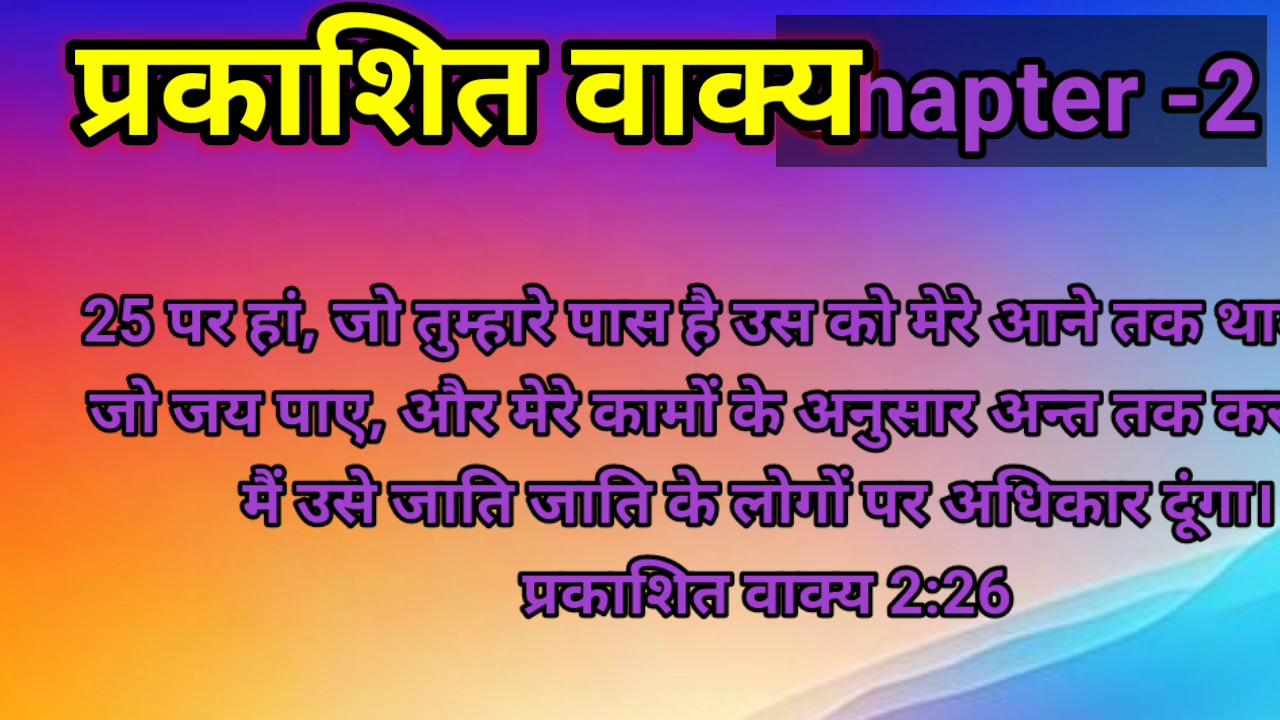 प्रकाशित वाक्य hapter -2
25 पर हां, जो तुम्हारे पास है उस को मेरे आने तक
जो जय पाए, और मेरे कामों के अनुसार अन्त तक
मैं उसे जाति जाति के लोगों पर अधिकार दूंगा।
प्रकाशित वाक्य 2:26